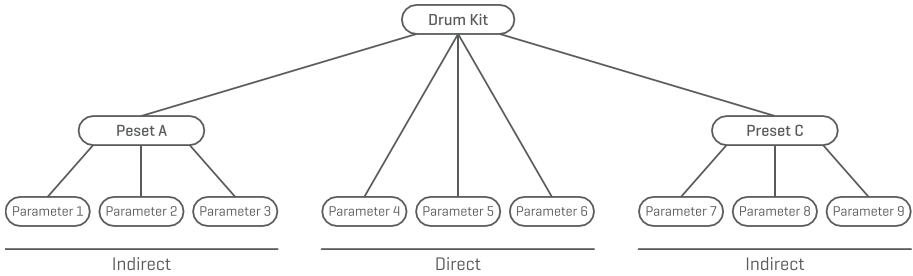 Drum Kit
Peset A
Preset C
Parameter 1
Parameter 2
Parameter 3
Parameter 4
Parameter 5
Parameter 6
Parameter 7
Parameter 8
Parameter 9
Indirect
Direct
Indirect